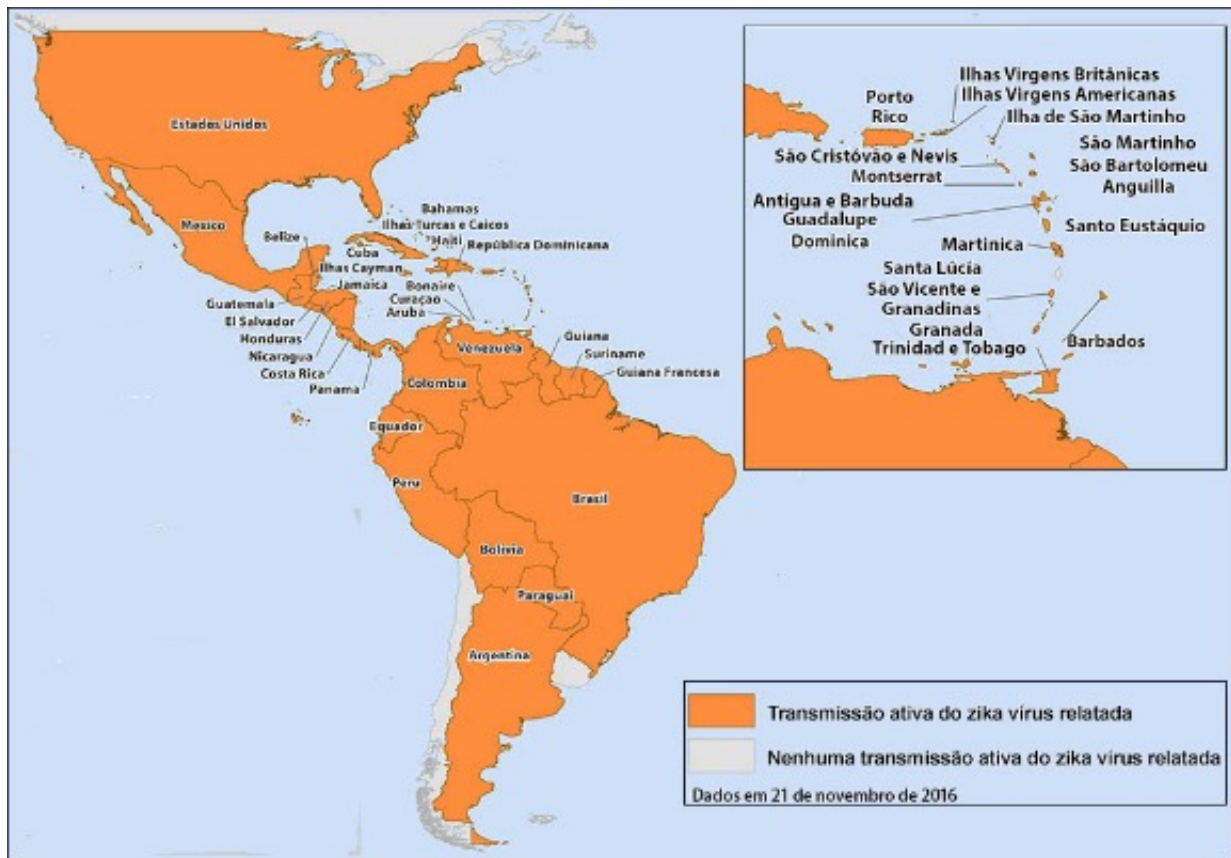 Estados Unidos
Mexico
Bahamas
Ilhas Turcas e Caicos
Haiti
República Dominicana
Belize
Cuba
Ilhas Cayman
Jamaica
Bonaire
Curaçao
Aruba
Guatemala
El Salvador
Honduras
Nicaragua
Costa Rica
Panama
Venezuela
Colombia
Guiana
Suriname
Guiana Francesa
Equador
Peru
Brasil
Bolivia
Paraguai
Argentina
Porto
Rico
Ilhas Virgens Britânicas
Ilhas Virgens Americanas
Ilha de São Martinho
São Cristóvão e Nevis
Montserrat
São Martinho
São Bartolomeu
Anguilla
Antigua e Barbuda
Guadalupe
Dominica
Santo Eustáquio
Martinica
Santa Lúcía
São Vicente e
Granadinas
Granada
Trinidad e Tobago
Barbados
Transmissão ativa do zika vírus relatada
Nenhuma transmissão ativa do zika vírus relatada
Dados em 21 de novembro de 2016